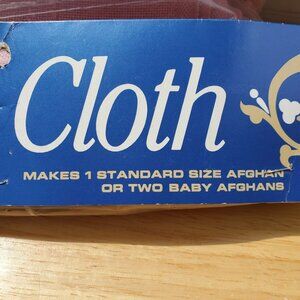 Cloth
MAKES 1 STANDARD SIZE AFGHAN
OR TWO BABY AFGHANS